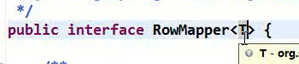 */
public interface RowMapper<T> {
T - org.
/**